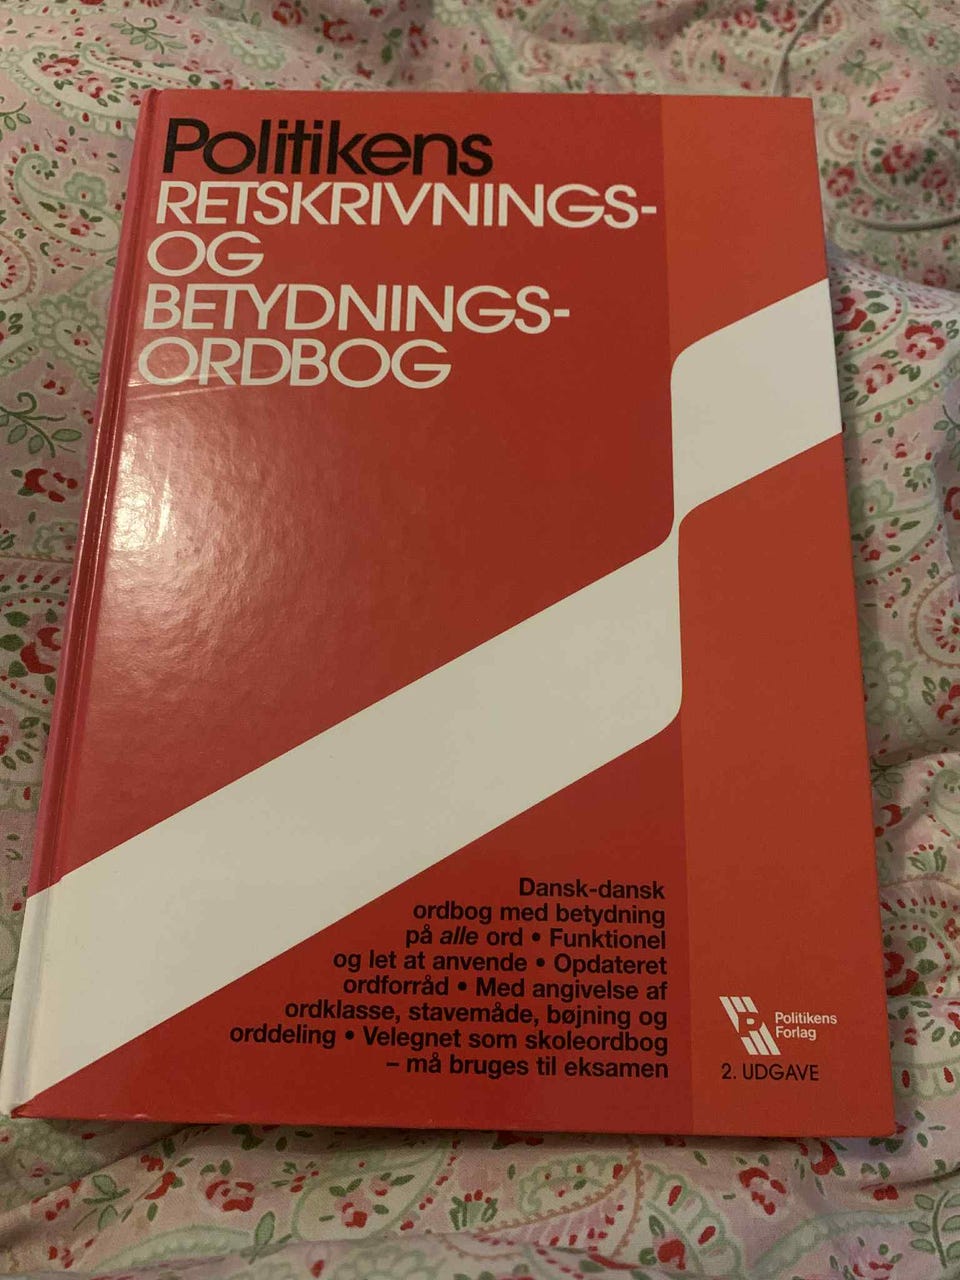 Politikens
RETSKRIVNINGS-
OG
BETYDNINGS-
ORDBOG
Dansk-dansk
ordbog med betydning
på alle ord • Funktionel
og let at anvende • Opdateret
ordforråd • Med angivelse af
ordklasse, stavemåde, bøjning og
orddeling • Velegnet som skoleordbog
– må bruges til eksamen
P
Politikens
Forlag
2. UDGAVE